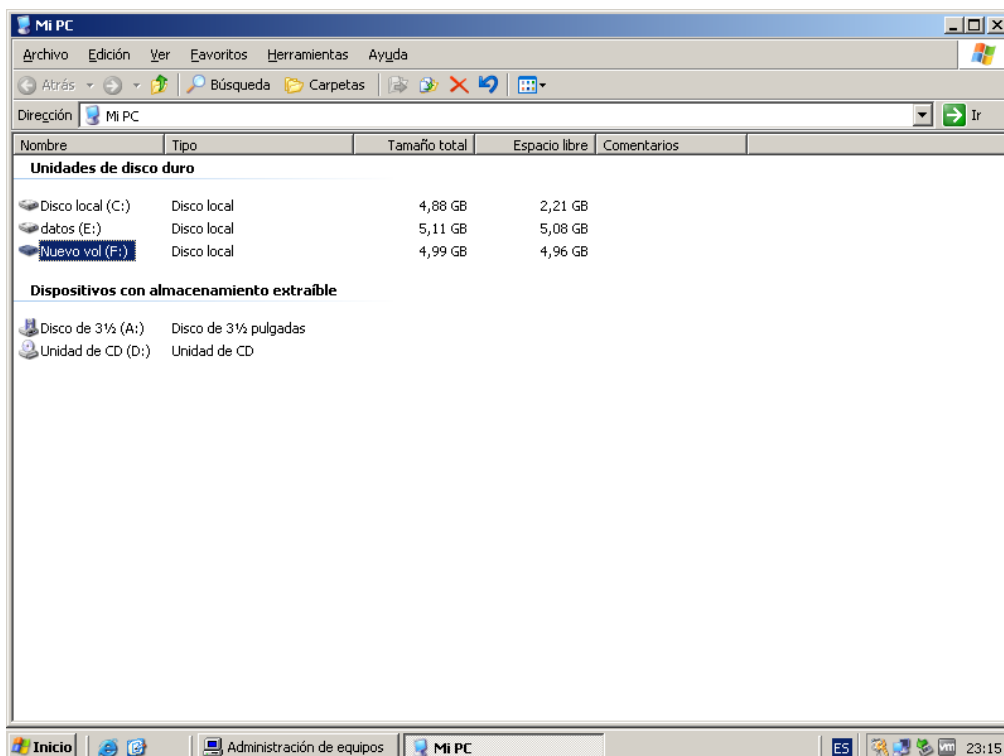 Mi PC
Archivo Edición Ver Favoritos Herramientas Ayuda
Atrás Búsqueda Carpetas
Dirección Mi PC Ir
Nombre Tipo Tamaño total Espacio libre Comentarios
Unidades de disco duro
Disco local (C:) Disco local 4,88 GB 2,21 GB
datos (E:) Disco local 5,11 GB 5,08 GB
Nuevo vol (F:) Disco local 4,99 GB 4,96 GB
Dispositivos con almacenamiento extraíble
Disco de 3½ (A:) Disco de 3½ pulgadas
Unidad de CD (D:) Unidad de CD
Inicio Administración de equipos Mi PC ES vm 23:15